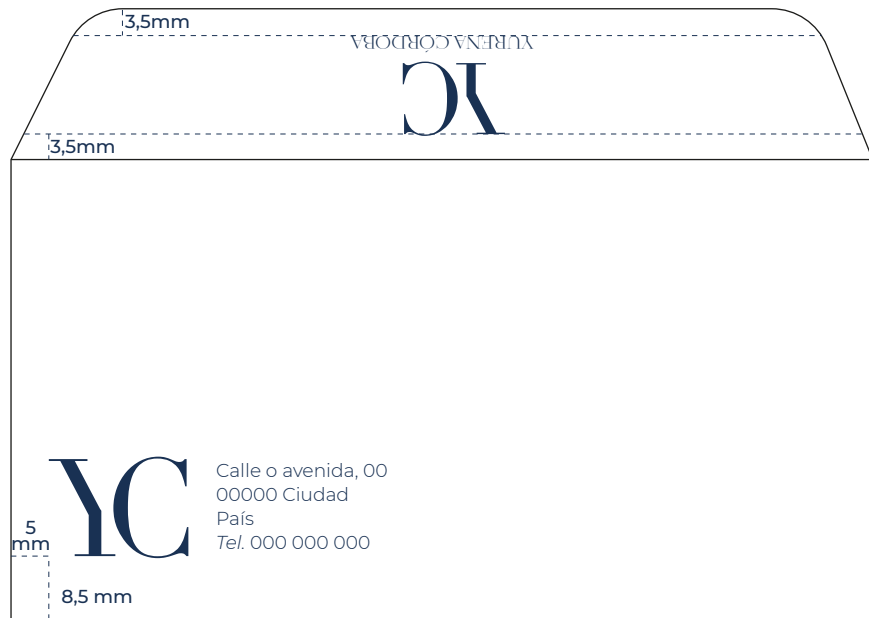 3,5mm
YURENA CÓRDOBA
YC
3,5mm
YC
Calle o avenida, 00
00000 Ciudad
País
Tel. 000 000 000
5
mm
8,5 mm